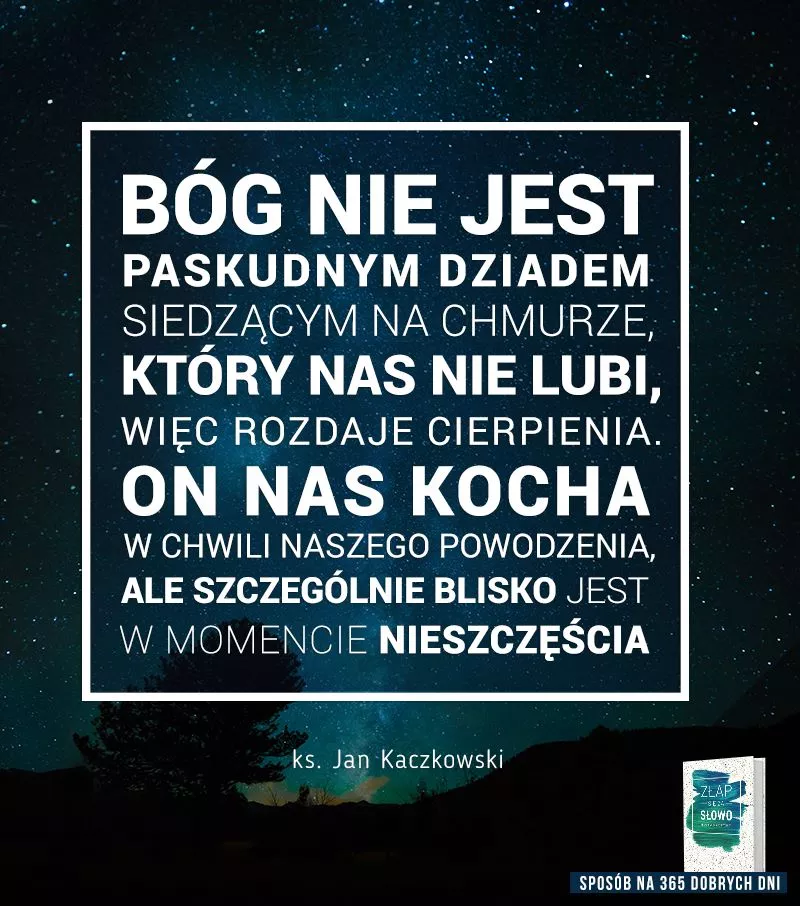 BÓG NIE JEST
PASKUDNYM DZIADEM
SIEDZĄCYM NA CHMURZE,
KTÓRY NAS NIE LUBI,
WIĘC ROZDAJE CIERPIENIA.
ON NAS KOCHA
W CHWILI NASZEGO POWODZENIA,
ALE SZCZEGÓLNIE BLISKO JEST
W MOMENCIE NIESZCZĘŚCIA
ks. Jan Kaczkowski
ZŁAP
SŁOWO
SPOSÓB NA 365 DOBRYCH DNI